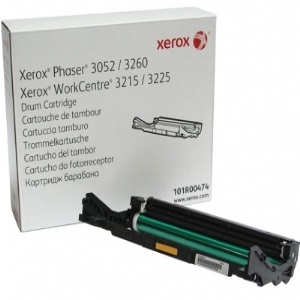 xerox
Xerox® Phaser® 3052 / 3260
Xerox® WorkCentre® 3215 / 3225
Drum Cartridge
Cartouche de tambour
Cartuccia tamburo
Trommelkartusche
Cartucho del tambor
Cartucho do fotorreceptor
Картридж барабана
101R00474